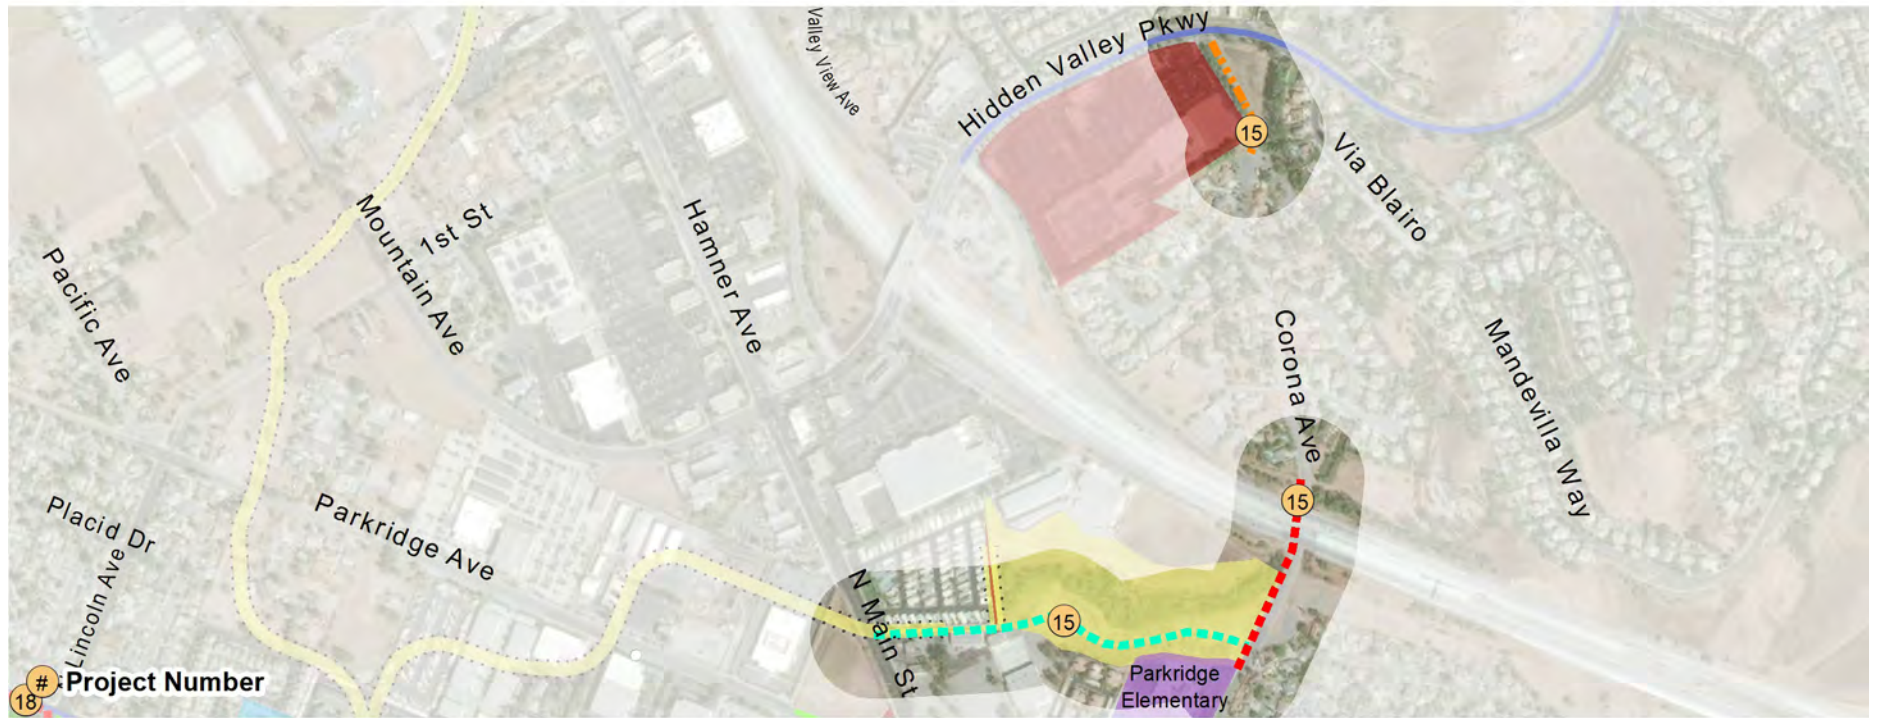 Hidden Valley Pkwy
Valley View Ave
15
Via Blairo
Mountain Ave
1st St
Hamner Ave
Pacific Ave
Corona Ave
Mandevilla Way
15
Placid Dr
Lincoln Ave
Parkridge Ave
N Main St
15
Parkridge
Elementary
# Project Number
18